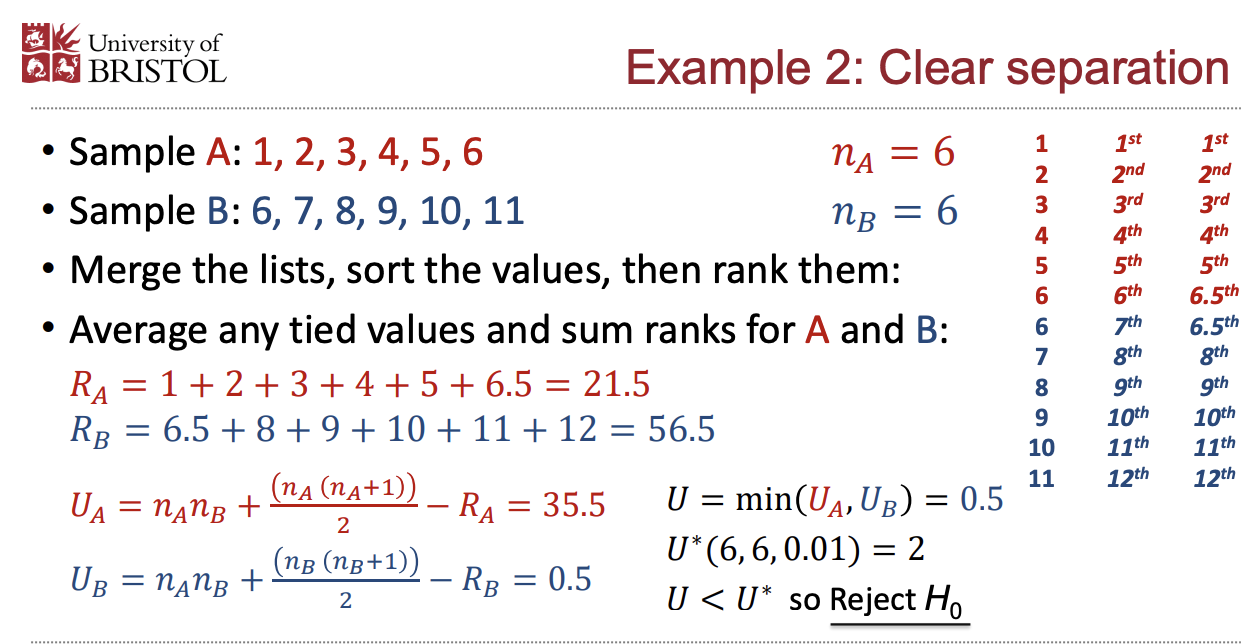 University of
BRISTOL
Example 2: Clear separation
• Sample A: 1, 2, 3, 4, 5, 6
n_A = 6
• Sample B: 6, 7, 8, 9, 10, 11
n_B = 6
• Merge the lists, sort the values, then rank them:
• Average any tied values and sum ranks for A and B:
R_A = 1 + 2 + 3 + 4 + 5 + 6.5 = 21.5
R_B = 6.5 + 8 + 9 + 10 + 11 + 12 = 56.5
U_A = n_A n_B + (n_A (n_A+1))/2 − R_A = 35.5
U_B = n_A n_B + (n_B (n_B+1))/2 − R_B = 0.5
U = min(U_A, U_B) = 0.5
U*(6, 6, 0.01) = 2
U < U* so Reject H_0
1 1st 1st
2 2nd 2nd
3 3rd 3rd
4 4th 4th
5 5th 5th
6 6th 6.5th
6 7th 6.5th
7 8th 8th
8 9th 9th
9 10th 10th
10 11th 11th
11 12th 12th